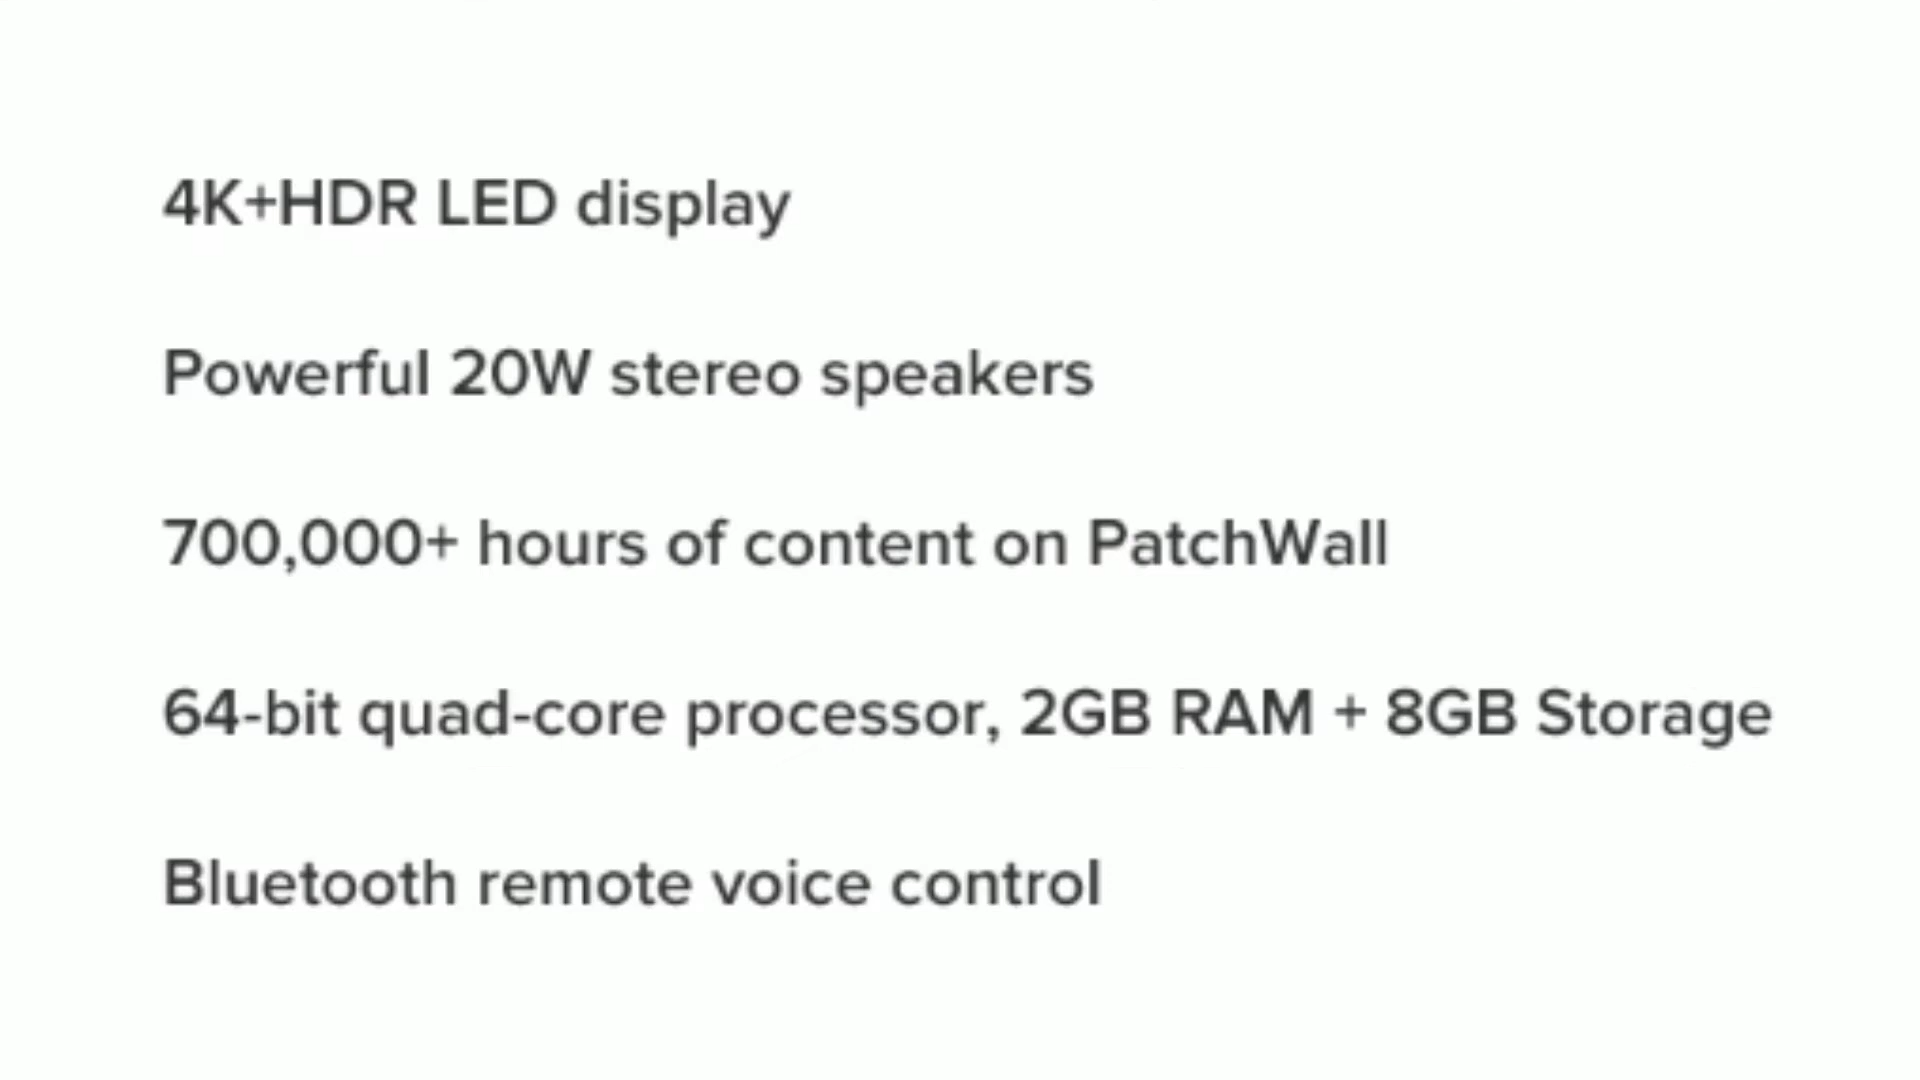 4K+HDR LED display
Powerful 20W stereo speakers
700,000+ hours of content on PatchWall
64-bit quad-core processor, 2GB RAM + 8GB Storage
Bluetooth remote voice control